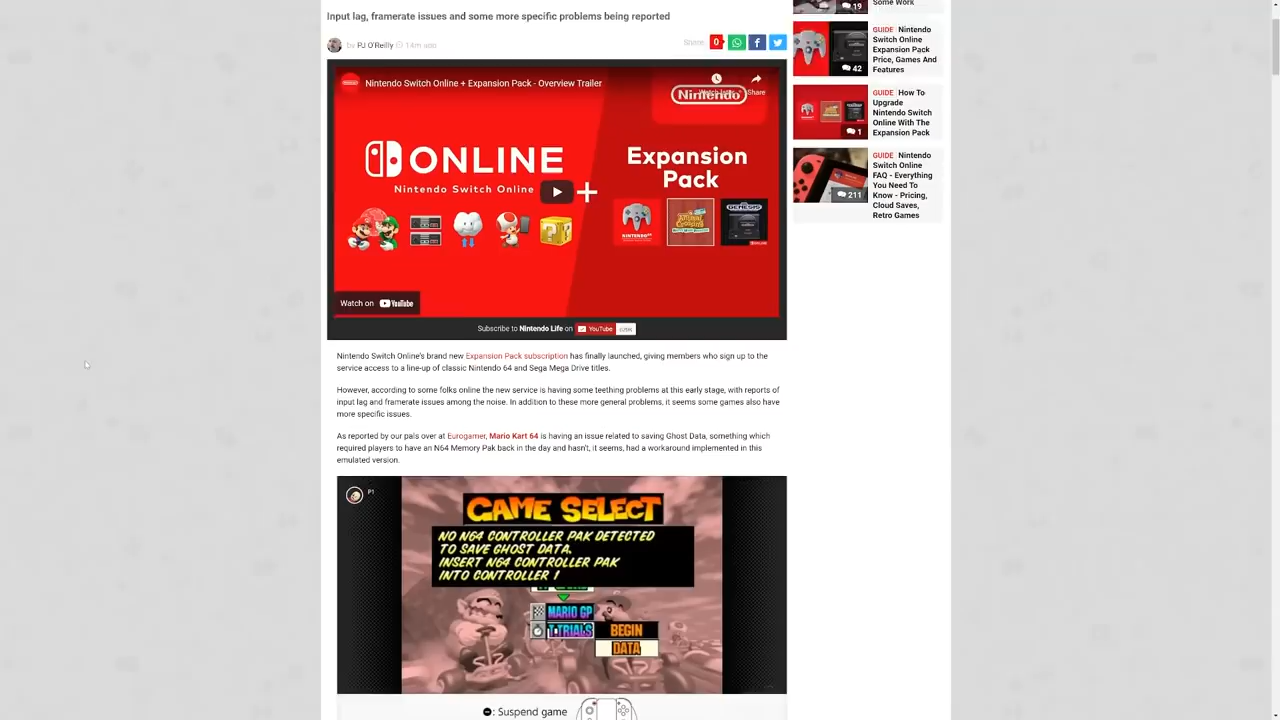 Input lag, framerate issues and some more specific problems being reported
by PJ O'Reilly 14m ago
Share: 0
Nintendo Switch Online + Expansion Pack - Overview Trailer
Share
Nintendo
ONLINE
Nintendo Switch Online
+
Expansion
Pack
NINTENDO 64
Animal Crossing
GENESIS
Watch on YouTube
Subscribe to Nintendo Life on YouTube
Nintendo Switch Online's brand new Expansion Pack subscription has finally launched, giving members who sign up to the
service access to a line-up of classic Nintendo 64 and Sega Mega Drive titles.
However, according to some folks online the new service is having some teething problems at this early stage, with reports of
input lag and framerate issues among the noise. In addition to these more general problems, it seems some games also have
more specific issues.
As reported by our pals over at Eurogamer, Mario Kart 64 is having an issue related to saving Ghost Data, something which
required players to have an N64 Memory Pak back in the day and hasn't, it seems, had a workaround implemented in this
emulated version.
P1
GAME SELECT
NO N64 CONTROLLER PAK DETECTED
TO SAVE GHOST DATA.
INSERT N64 CONTROLLER PAK
INTO CONTROLLER 1
MARIO GP
T.TRIALS
BEGIN
DATA
: Suspend game
Some Work
19
GUIDE Nintendo
Switch Online
Expansion Pack
Price, Games And
Features
42
GUIDE How To
Upgrade
Nintendo Switch
Online With The
Expansion Pack
1
GUIDE Nintendo
Switch Online
FAQ - Everything
You Need To
Know - Pricing,
Cloud Saves,
Retro Games
211